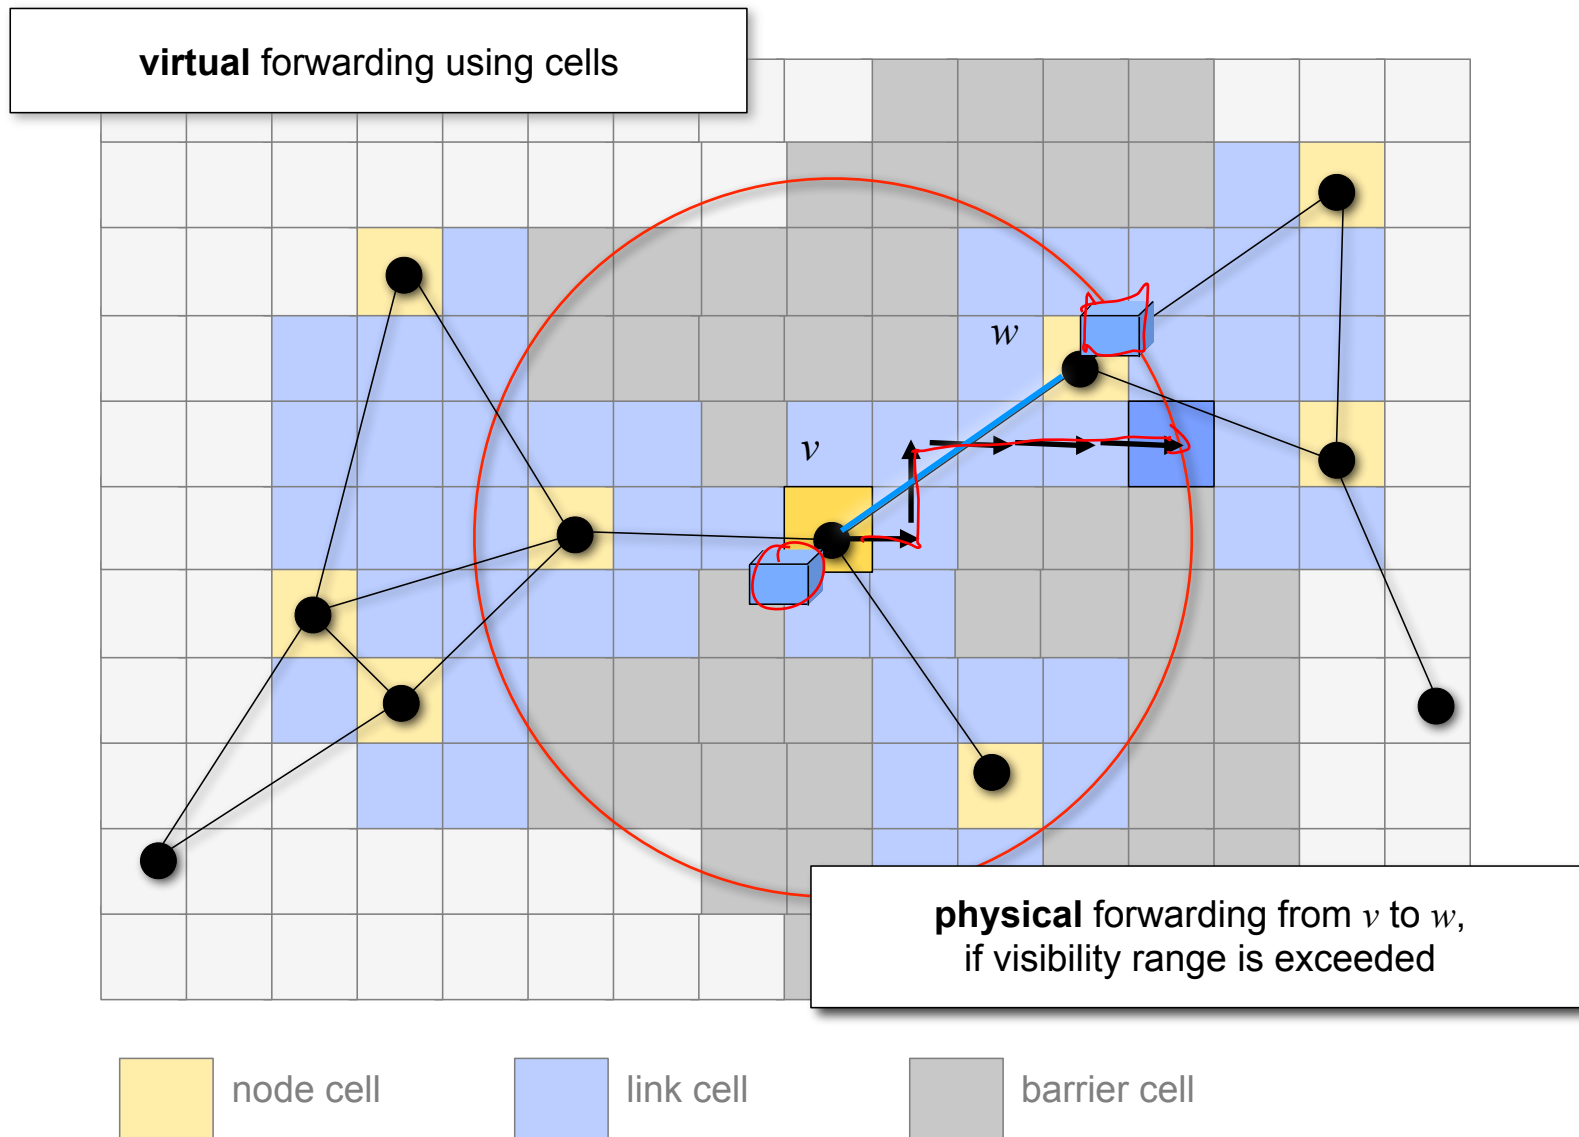 virtual forwarding using cells
w
v
physical forwarding from v to w,
if visibility range is exceeded
node cell
link cell
barrier cell